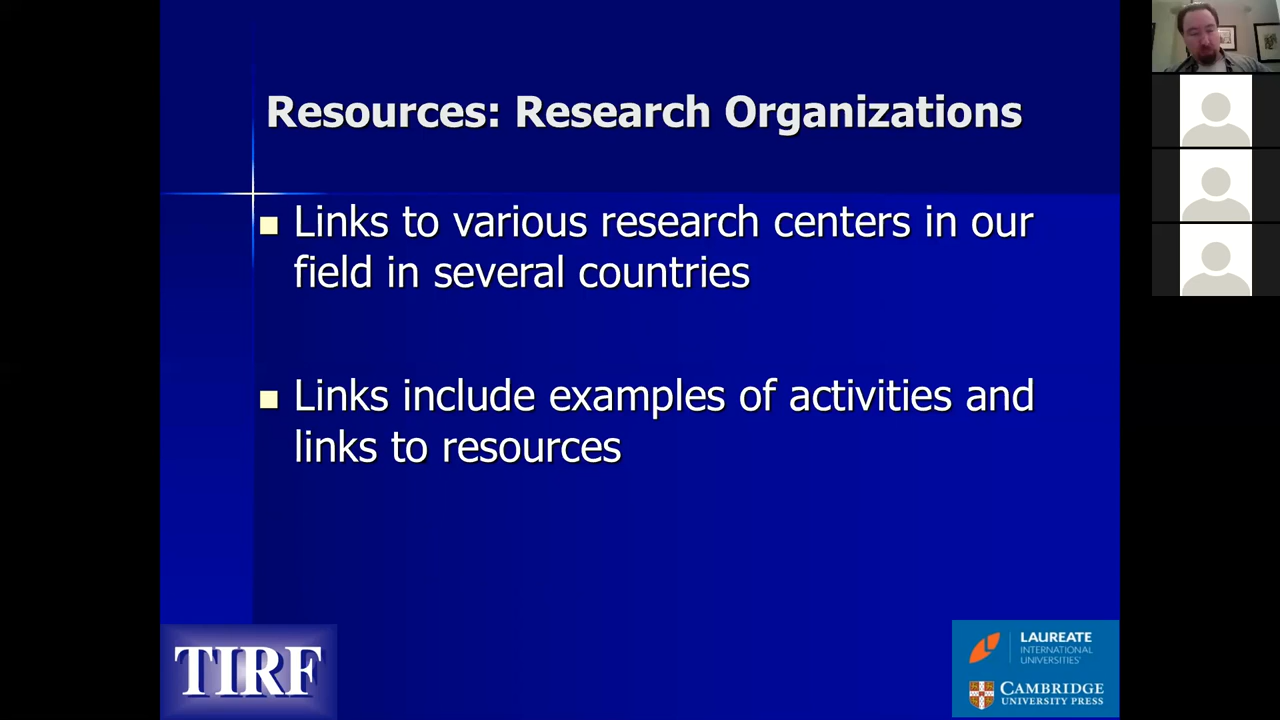 Resources: Research Organizations
Links to various research centers in our
field in several countries
Links include examples of activities and
links to resources
TIRF
LAUREATE
INTERNATIONAL
UNIVERSITIES
CAMBRIDGE
UNIVERSITY PRESS